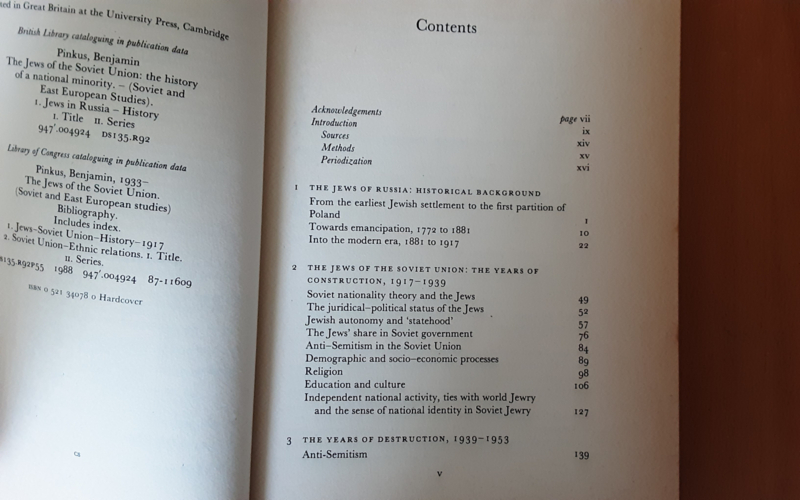 ed in Great Britain at the University Press, Cambridge
British Library cataloguing in publication data
Pinkus, Benjamin
The Jews of the Soviet Union: the history
of a national minority. – (Soviet and
East European Studies).
1. Jews in Russia – History
1. Title II. Series
947'.004924 DS135.R92
Library of Congress cataloguing in publication data
Pinkus, Benjamin, 1933–
The Jews of the Soviet Union.
(Soviet and East European studies)
Bibliography.
Includes index.
1. Jews–Soviet Union–History–1917
2. Soviet Union–Ethnic relations. I. Title.
II. Series.
DS135.R92P55 1988 947'.004924 87-11609
ISBN 0 521 34078 0 Hardcover
Contents
Acknowledgements page vii
Introduction ix
Sources xiv
Methods xv
Periodization xvi
1 THE JEWS OF RUSSIA: HISTORICAL BACKGROUND
From the earliest Jewish settlement to the first partition of
Poland 1
Towards emancipation, 1772 to 1881 10
Into the modern era, 1881 to 1917 22
2 THE JEWS OF THE SOVIET UNION: THE YEARS OF
CONSTRUCTION, 1917–1939
Soviet nationality theory and the Jews 49
The juridical–political status of the Jews 52
Jewish autonomy and 'statehood' 57
The Jews' share in Soviet government 76
Anti-Semitism in the Soviet Union 84
Demographic and socio-economic processes 89
Religion 98
Education and culture 106
Independent national activity, ties with world Jewry
and the sense of national identity in Soviet Jewry 127
3 THE YEARS OF DESTRUCTION, 1939–1953
Anti-Semitism 139
v